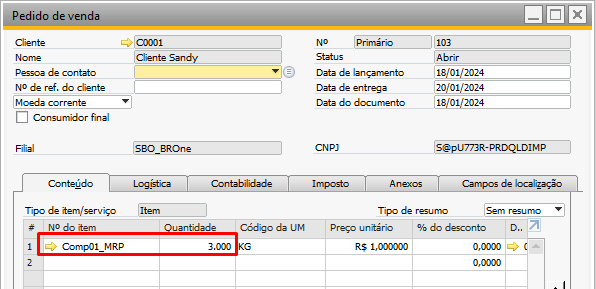 Pedido de venda
Cliente C0001 Nº Primário 103
Nome Cliente Sandy Status Abrir
Pessoa de contato Data de lançamento 18/01/2024
Nº de ref. do cliente Data de entrega 20/01/2024
Moeda corrente Data do documento 18/01/2024
Consumidor final
Filial SBO_BROne CNPJ S@pU773R-PRDQLDIMP
Conteúdo Logística Contabilidade Imposto Anexos Campos de localização
Tipo de item/serviço Item Tipo de resumo Sem resumo
# Nº do item Quantidade Código da UM Preço unitário % do desconto D..
1 Comp01_MRP 3.000 KG R$ 1,000000 0,0000
2 0,0000